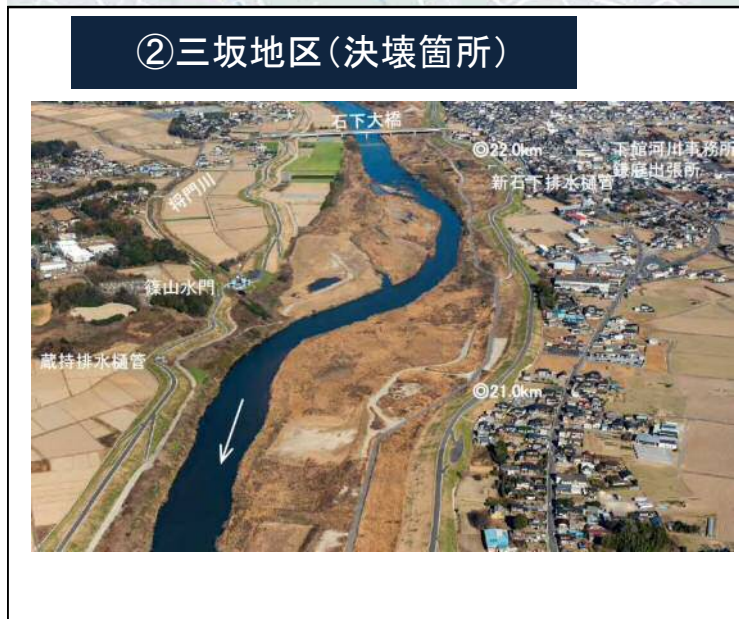 ②三坂地区(決壊箇所)
石下大橋
◎22.0km
下館河川事務所
鎌庭出張所
新石下排水樋管
将門川
篠山水門
蔵持排水樋管
◎21.0km